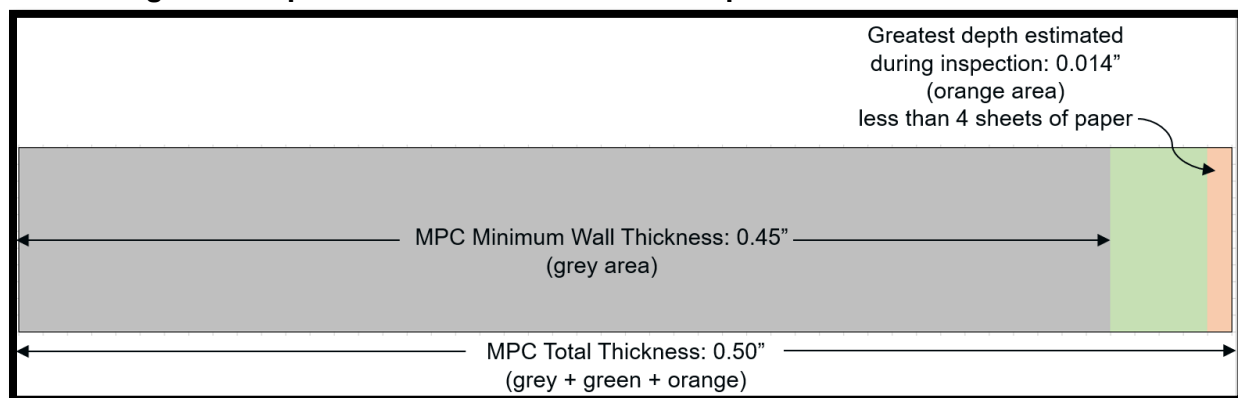 Greatest depth estimated
during inspection: 0.014”
(orange area)
less than 4 sheets of paper
MPC Minimum Wall Thickness: 0.45”
(grey area)
MPC Total Thickness: 0.50”
(grey + green + orange)